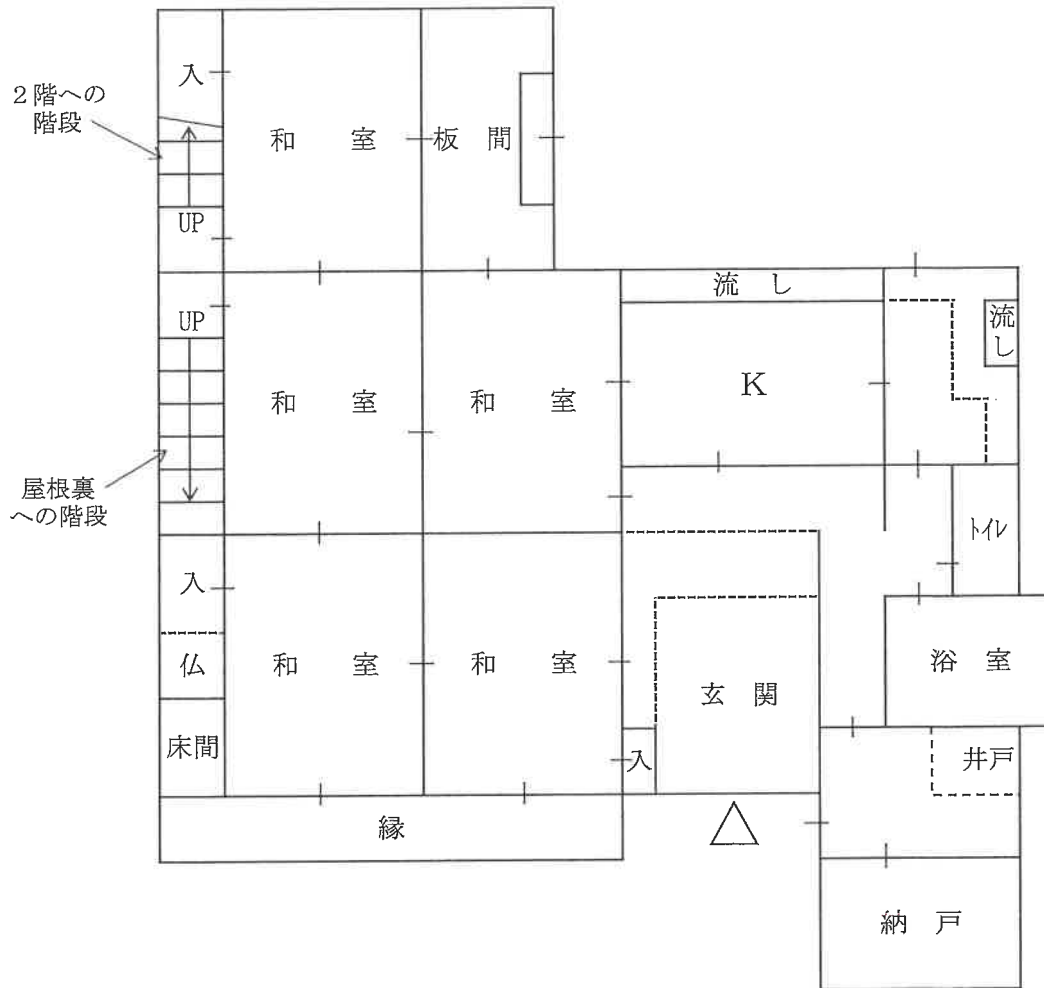 入
2階への
階段
和 室
板 間
UP
流 し
流
し
UP
和 室
和 室
K
屋根裏
への階段
トイレ
入
仏
和 室
和 室
玄 関
浴 室
床間
入
井戸
縁
納 戸